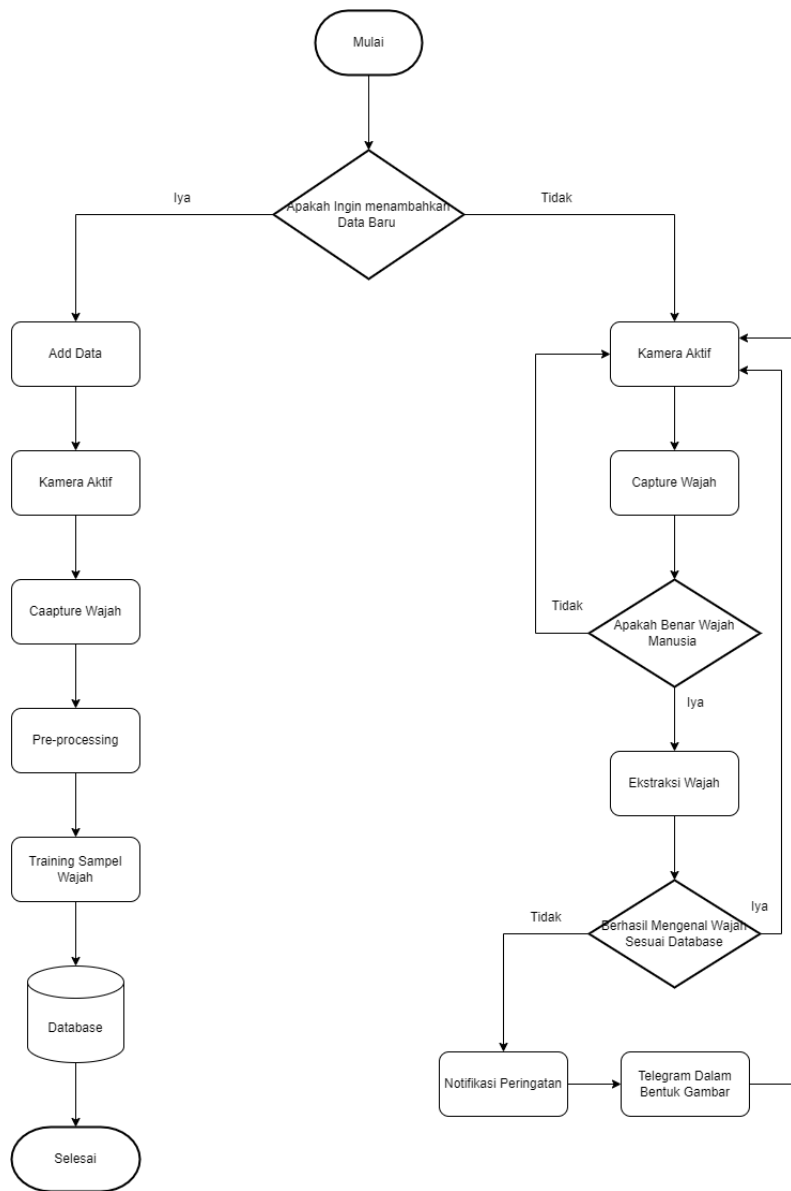 Mulai
Iya
Apakah Ingin menambahkan
Data Baru
Tidak
Add Data
Kamera Aktif
Caapture Wajah
Pre-processing
Training Sampel
Wajah
Database
Selesai
Kamera Aktif
Capture Wajah
Tidak
Apakah Benar Wajah
Manusia
Iya
Ekstraksi Wajah
Tidak
Berhasil Mengenal Wajah
Sesuai Database
Iya
Notifikasi Peringatan
Telegram Dalam
Bentuk Gambar